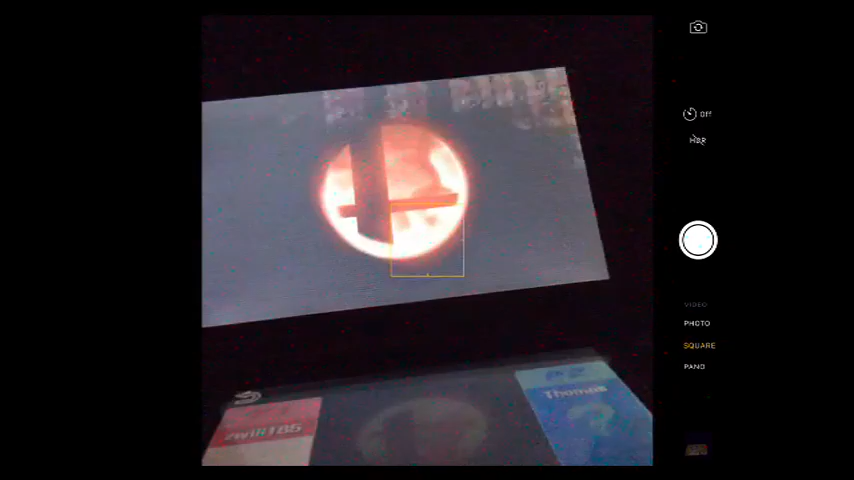 Off
HDR
VIDEO
PHOTO
SQUARE
PANO
Thomas
?